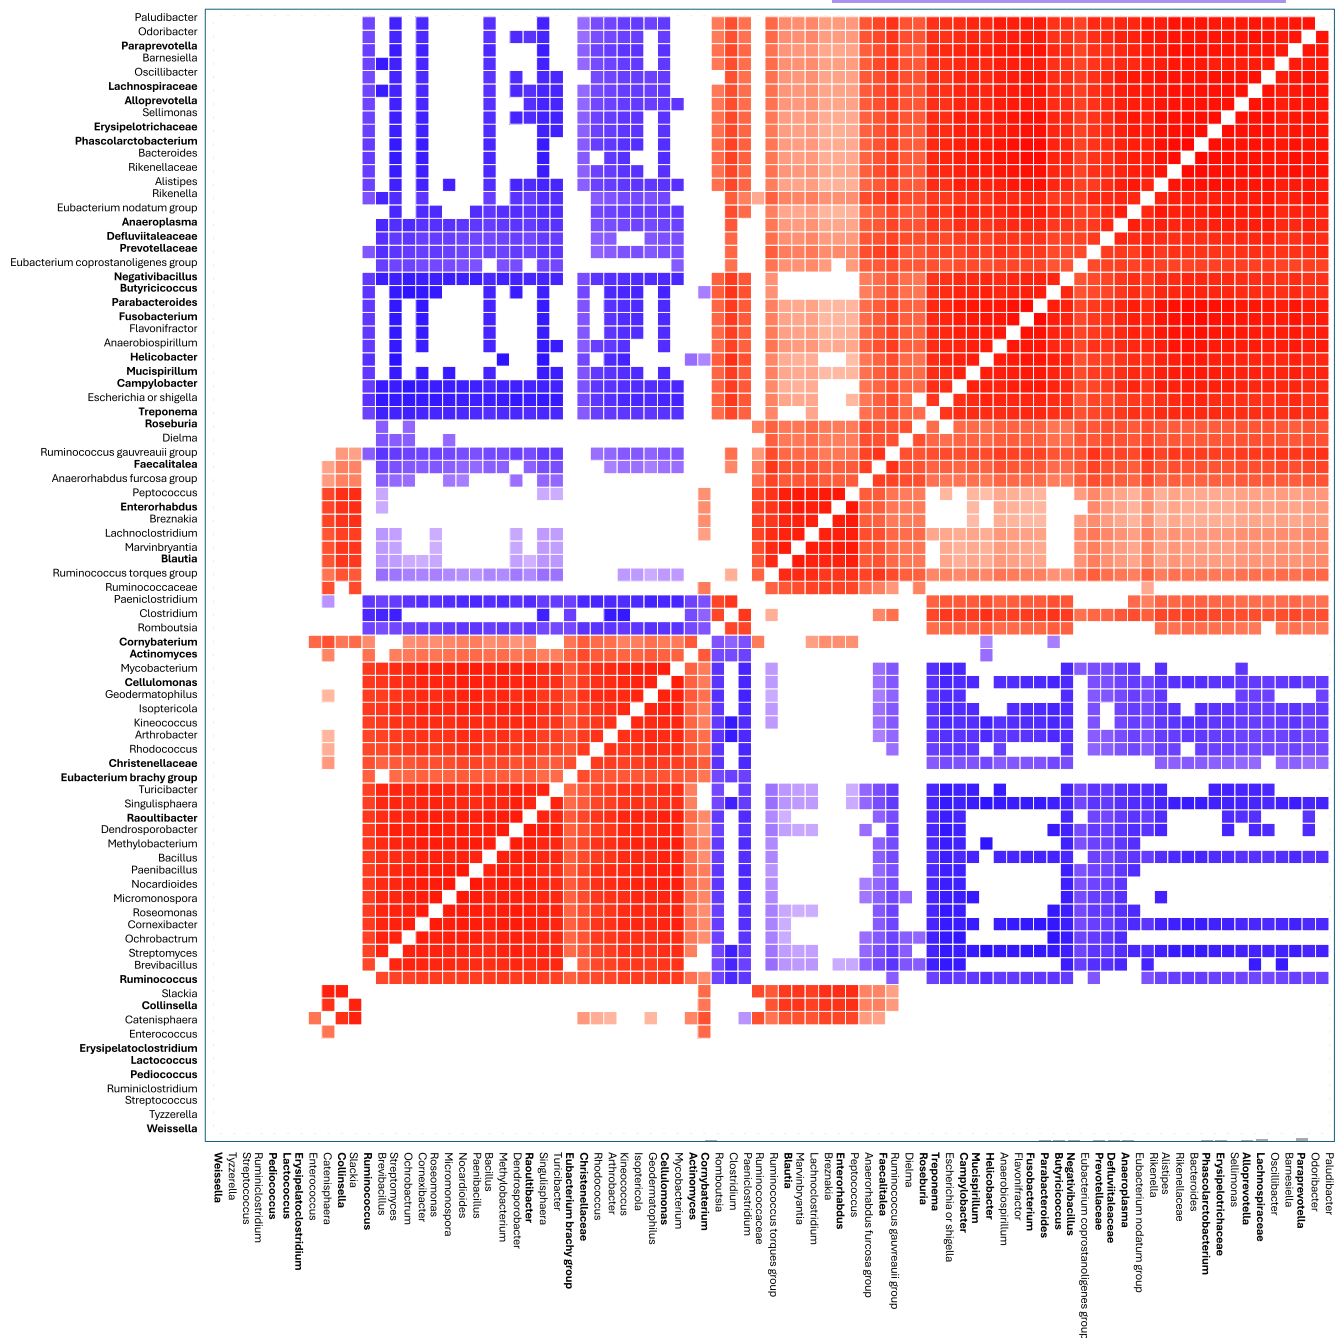 Paludibacter
Odoribacter
Paraprevotella
Barnesiella
Oscillibacter
Lachnospiraceae
Alloprevotella
Sellimonas
Erysipelotrichaceae
Phascolarctobacterium
Bacteroides
Rikenellaceae
Alistipes
Rikenella
Eubacterium nodatum group
Anaeroplasma
Defluviitaleaceae
Prevotellaceae
Eubacterium coprostanoligenes group
Negativibacillus
Butyricicoccus
Parabacteroides
Fusobacterium
Flavonifractor
Anaerobiospirillum
Helicobacter
Mucispirillum
Campylobacter
Escherichia or shigella
Treponema
Roseburia
Dielma
Ruminococcus gauvreauii group
Faecalitalea
Anaerorhabdus furcosa group
Peptococcus
Enterorhabdus
Breznakia
Lachnoclostridium
Marvinbryantia
Blautia
Ruminococcus torques group
Ruminococcaceae
Paeniclostridium
Clostridium
Romboutsia
Cornybaterium
Actinomyces
Mycobacterium
Cellulomonas
Geodermatophilus
Isoptericola
Kineococcus
Arthrobacter
Rhodococcus
Christenellaceae
Eubacterium brachy group
Turicibacter
Singulisphaera
Raoultibacter
Dendrosporobacter
Methylobacterium
Bacillus
Paenibacillus
Nocardioides
Micromonospora
Roseomonas
Cornexibacter
Ochrobactrum
Streptomyces
Brevibacillus
Ruminococcus
Slackia
Collinsella
Catenisphaera
Enterococcus
Erysipelatoclostridium
Lactococcus
Pediococcus
Ruminiclostridium
Streptococcus
Tyzzerella
Weissella
Weissella
Tyzzerella
Streptococcus
Ruminiclostridium
Pediococcus
Lactococcus
Erysipelatoclostridium
Enterococcus
Catenisphaera
Collinsella
Slackia
Ruminococcus
Brevibacillus
Streptomyces
Ochrobactrum
Cornexibacter
Roseomonas
Micromonospora
Nocardioides
Paenibacillus
Bacillus
Methylobacterium
Dendrosporobacter
Raoultibacter
Singulisphaera
Turicibacter
Eubacterium brachy group
Christenellaceae
Rhodococcus
Arthrobacter
Kineococcus
Isoptericola
Geodermatophilus
Cellulomonas
Mycobacterium
Actinomyces
Cornybaterium
Romboutsia
Clostridium
Paeniclostridium
Ruminococcaceae
Ruminococcus torques group
Blautia
Marvinbryantia
Lachnoclostridium
Breznakia
Enterorhabdus
Peptococcus
Anaerorhabdus furcosa group
Faecalitalea
Ruminococcus gauvreauii group
Dielma
Roseburia
Treponema
Escherichia or shigella
Campylobacter
Mucispirillum
Helicobacter
Anaerobiospirillum
Flavonifractor
Fusobacterium
Parabacteroides
Butyricicoccus
Negativibacillus
Eubacterium coprostanoligenes group
Prevotellaceae
Defluviitaleaceae
Anaeroplasma
Eubacterium nodatum group
Rikenella
Alistipes
Rikenellaceae
Bacteroides
Phascolarctobacterium
Erysipelotrichaceae
Sellimonas
Alloprevotella
Lachnospiraceae
Oscillibacter
Barnesiella
Paraprevotella
Odoribacter
Paludibacter